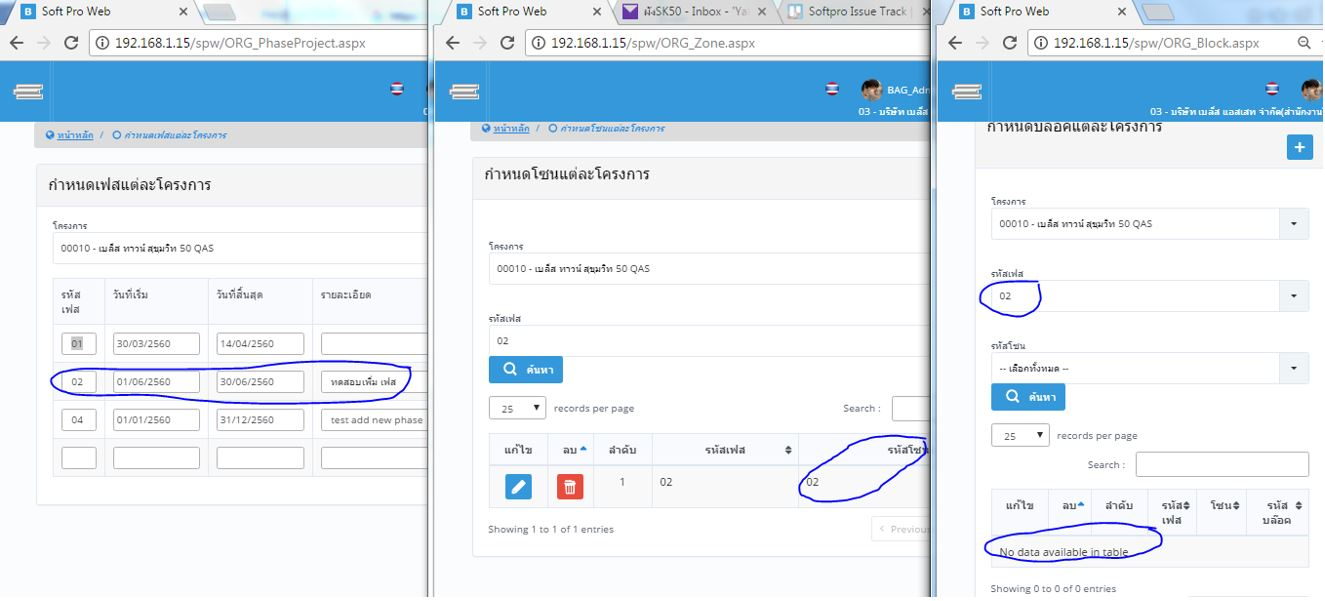 Soft Pro Web
192.168.1.15/spw/ORG_PhaseProject.aspx
หน้าหลัก / กำหนดเฟสแต่ละโครงการ
กำหนดเฟสแต่ละโครงการ
โครงการ
00010 - เบล็ส ทาวน์ สุขุมวิท 50 QAS
รหัสเฟส วันที่เริ่ม วันที่สิ้นสุด รายละเอียด
01 30/03/2560 14/04/2560
02 01/06/2560 30/06/2560 ทดสอบเพิ่ม เฟส
04 01/01/2560 31/12/2560 test add new phase
Soft Pro Web
ผังSK50 - Inbox - "Ya
Softpro Issue Track
192.168.1.15/spw/ORG_Zone.aspx
BAG_Adm
03 - บริษัท เบล็ส
หน้าหลัก / กำหนดโซนแต่ละโครงการ
กำหนดโซนแต่ละโครงการ
โครงการ
00010 - เบล็ส ทาวน์ สุขุมวิท 50 QAS
รหัสเฟส
02
ค้นหา
25 records per page Search :
แก้ไข ลบ ลำดับ รหัสเฟส รหัสโซน
1 02 02
Showing 1 to 1 of 1 entries
Previous
Soft Pro Web
192.168.1.15/spw/ORG_Block.aspx
03 - บริษัท เบล็ส แอสเสท จำกัด(สำนักงาน
กำหนดบล๊อคแต่ละโครงการ
+
โครงการ
00010 - เบล็ส ทาวน์ สุขุมวิท 50 QAS
รหัสเฟส
02
รหัสโซน
-- เลือกทั้งหมด --
ค้นหา
25 records per page
Search :
แก้ไข ลบ ลำดับ รหัสเฟส โซน รหัสบล๊อค
No data available in table
Showing 0 to 0 of 0 entries